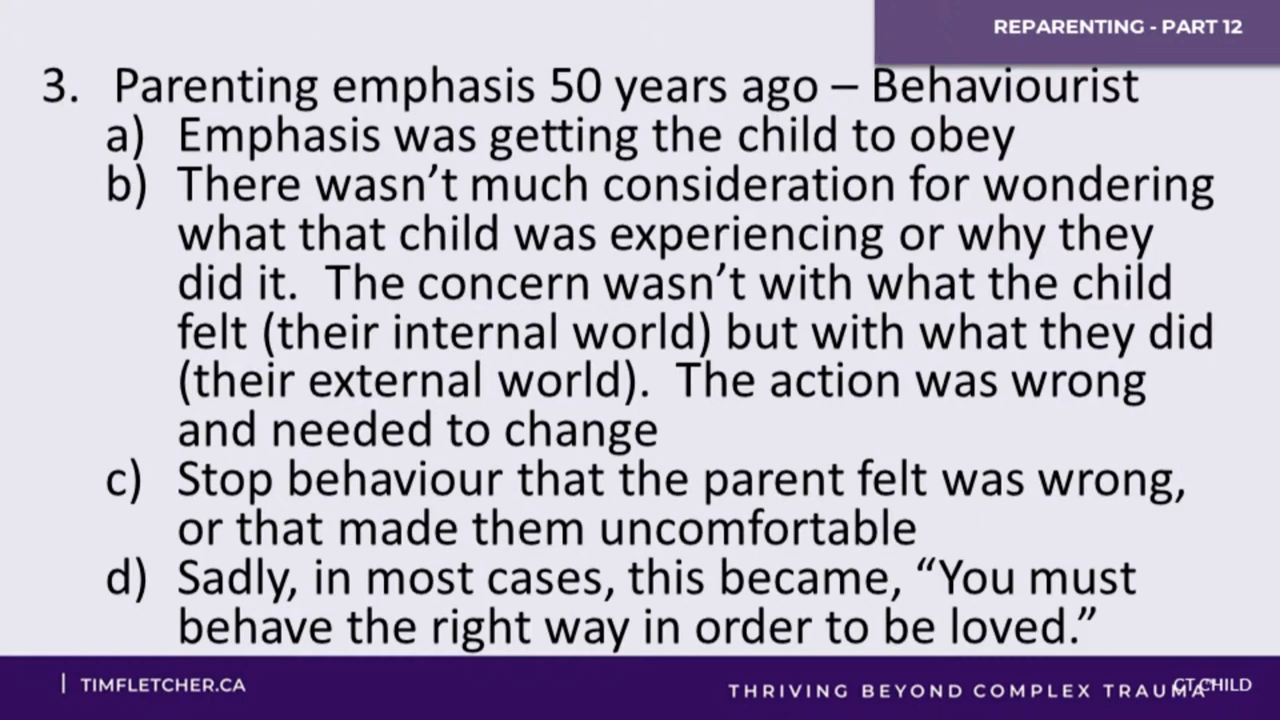 REPARENTING - PART 12
3. Parenting emphasis 50 years ago – Behaviourist
a) Emphasis was getting the child to obey
b) There wasn’t much consideration for wondering
what that child was experiencing or why they
did it. The concern wasn’t with what the child
felt (their internal world) but with what they did
(their external world). The action was wrong
and needed to change
c) Stop behaviour that the parent felt was wrong,
or that made them uncomfortable
d) Sadly, in most cases, this became, “You must
behave the right way in order to be loved.”
| TIMFLETCHER.CA
THRIVING BEYOND COMPLEX TRAUMA
CT CHILD